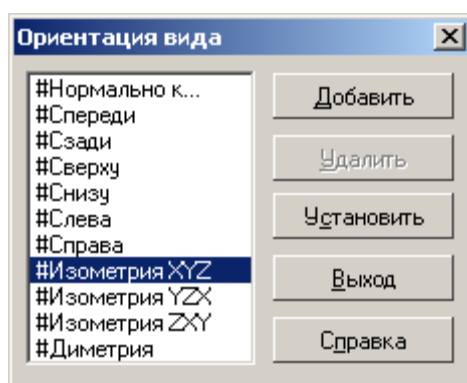 Ориентация вида
#Нормально к...
#Спереди
#Сзади
#Сверху
#Снизу
#Слева
#Справа
#Изометрия XYZ
#Изометрия YZX
#Изометрия ZXY
#Диметрия
Добавить
Удалить
Установить
Выход
Справка